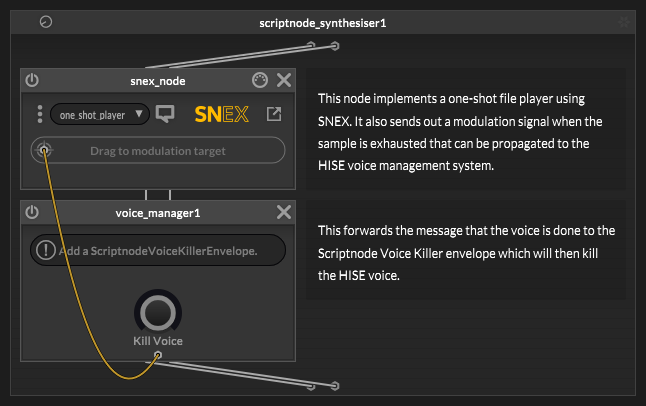 scriptnode_synthesiser1
snex_node
one_shot_player
SNEX
Drag to modulation target
This node implements a one-shot file player using
SNEX. It also sends out a modulation signal when the
sample is exhausted that can be propagated to the
HISE voice management system.
voice_manager1
Add a ScriptnodeVoiceKillerEnvelope.
Kill Voice
This forwards the message that the voice is done to the
Scriptnode Voice Killer envelope which will then kill
the HISE voice.